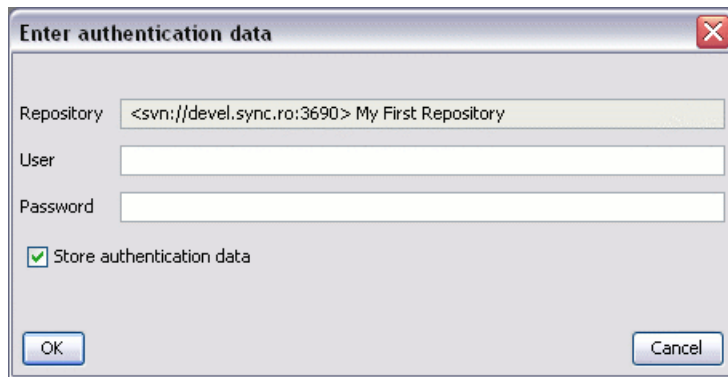 Enter authentication data
Repository <svn://devel.sync.ro:3690> My First Repository
User
Password
Store authentication data
OK Cancel